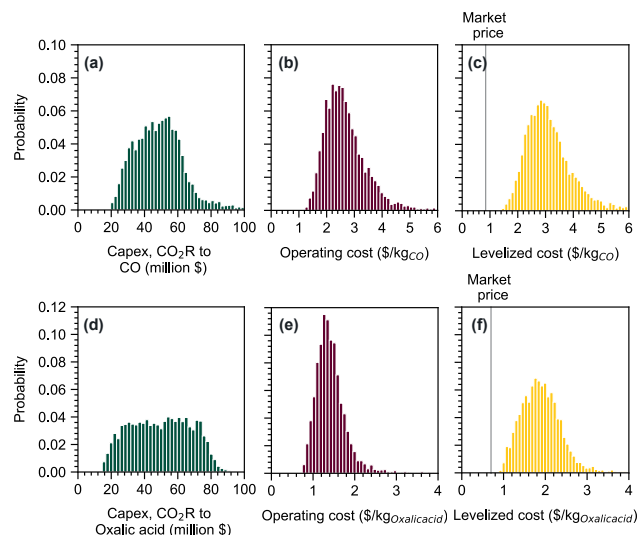 Market
price
(a)
(b)
(c)
Probability
0.10
0.08
0.06
0.04
0.02
0.00
0 20 40 60 80 100
0 1 2 3 4 5 6
0 1 2 3 4 5 6
Capex, CO₂R to
CO (million $)
Operating cost ($/kg_CO)
Levelized cost ($/kg_CO)
Market
price
(d)
(e)
(f)
Probability
0.12
0.10
0.08
0.06
0.04
0.02
0.00
0 20 40 60 80 100
0 1 2 3 4
0 1 2 3 4
Capex, CO₂R to
Oxalic acid (million $)
Operating cost ($/kg_Oxalicacid)
Levelized cost ($/kg_Oxalicacid)